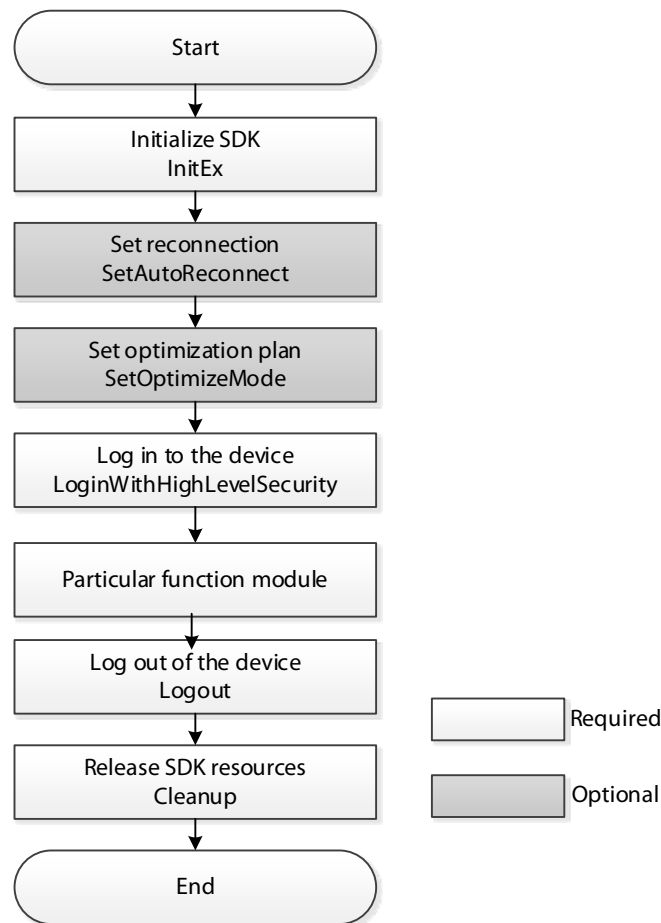 Start
Initialize SDK
InitEx
Set reconnection
SetAutoReconnect
Set optimization plan
SetOptimizeMode
Log in to the device
LoginWithHighLevelSecurity
Particular function module
Log out of the device
Logout
Release SDK resources
Cleanup
End
Required
Optional